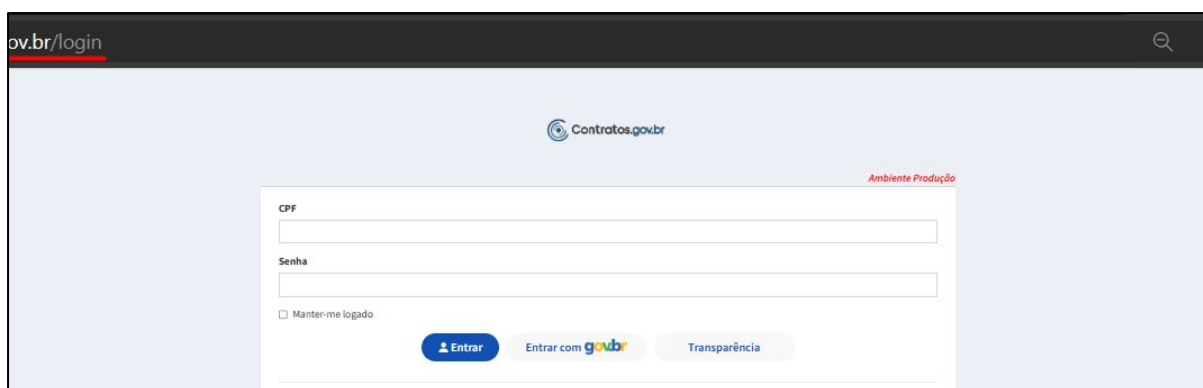 ov.br/login
Contratos.gov.br
Ambiente Produção
CPF
Senha
Manter-me logado
Entrar Entrar com gov.br Transparência